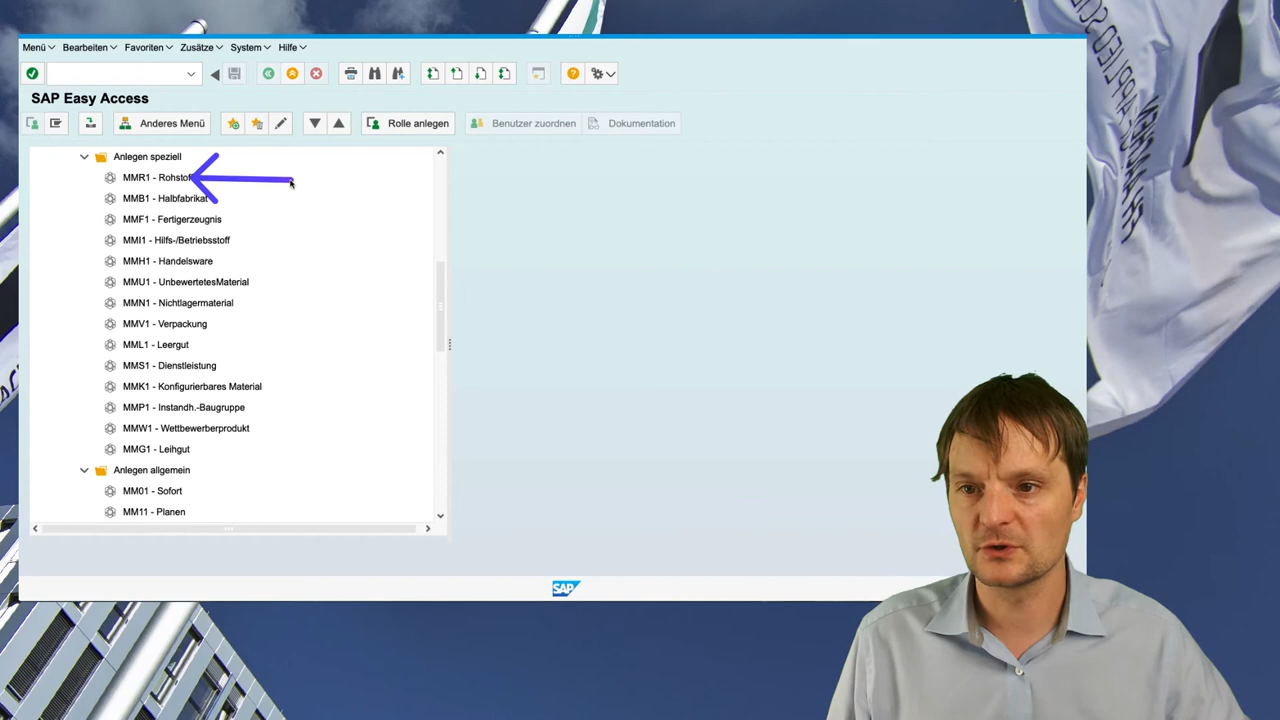 Menü Bearbeiten Favoriten Zusätze System Hilfe
SAP Easy Access
Anderes Menü Rolle anlegen Benutzer zuordnen Dokumentation
Anlegen speziell
MMR1 - Rohstoff
MMB1 - Halbfabrikat
MMF1 - Fertigerzeugnis
MMI1 - Hilfs-/Betriebsstoff
MMH1 - Handelsware
MMU1 - UnbewertetesMaterial
MMN1 - Nichtlagermaterial
MMV1 - Verpackung
MML1 - Leergut
MMS1 - Dienstleistung
MMK1 - Konfigurierbares Material
MMP1 - Instandh.-Baugruppe
MMW1 - Wettbewerberprodukt
MMG1 - Leihgut
Anlegen allgemein
MM01 - Sofort
MM11 - Planen
SAP